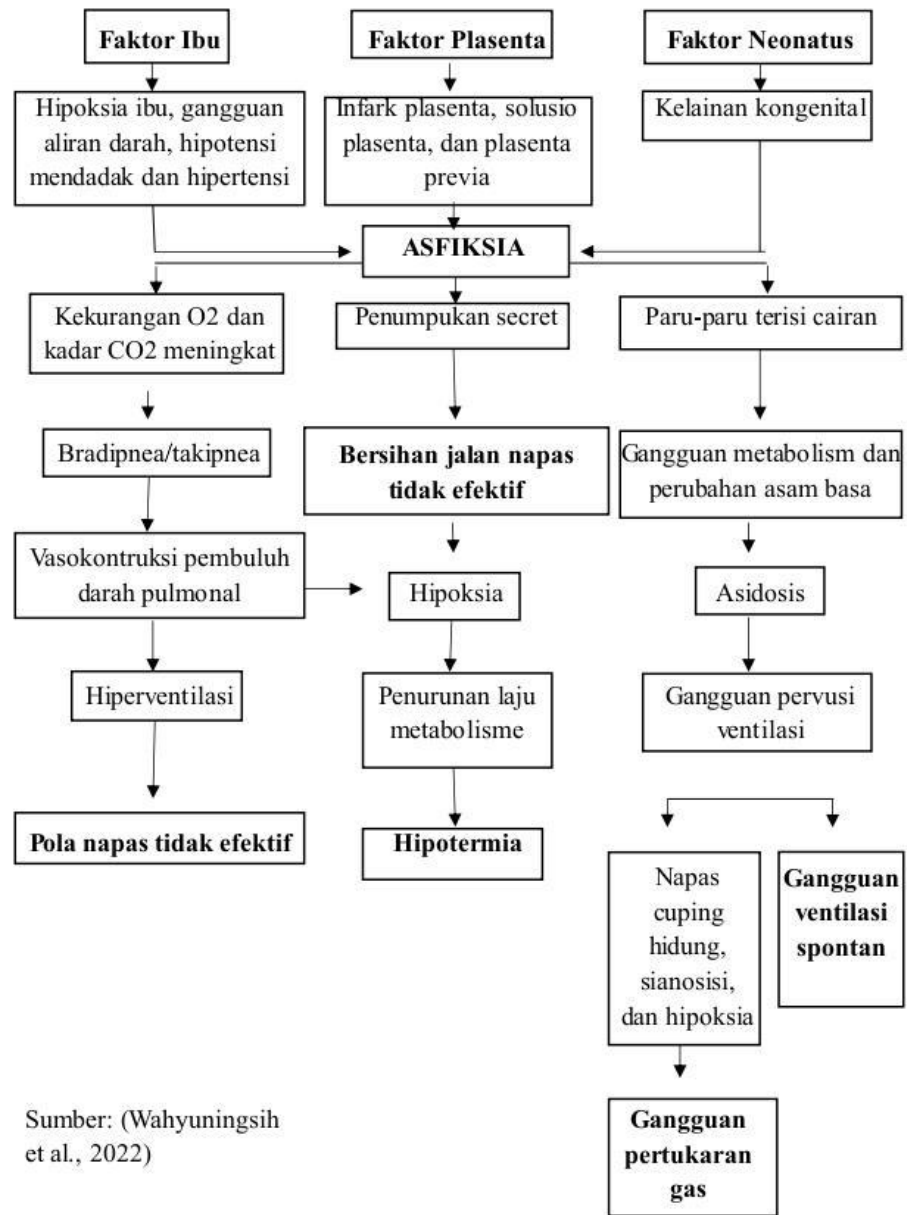 Faktor Ibu
Faktor Plasenta
Faktor Neonatus
Hipoksia ibu, gangguan
aliran darah, hipotensi
mendadak dan hipertensi
Infark plasenta, solusio
plasenta, dan plasenta
previa
Kelainan kongenital
ASFIKSIA
Kekurangan O2 dan
kadar CO2 meningkat
Penumpukan secret
Paru-paru terisi cairan
Bradipnea/takipnea
Bersihan jalan napas
tidak efektif
Gangguan metabolism dan
perubahan asam basa
Vasokontruksi pembuluh
darah pulmonal
Hipoksia
Asidosis
Hiperventilasi
Penurunan laju
metabolisme
Gangguan pervusi
ventilasi
Pola napas tidak efektif
Hipotermia
Napas
cuping
hidung,
sianosisi,
dan hipoksia
Gangguan
ventilasi
spontan
Gangguan
pertukaran
gas
Sumber: (Wahyuningsih
et al., 2022)